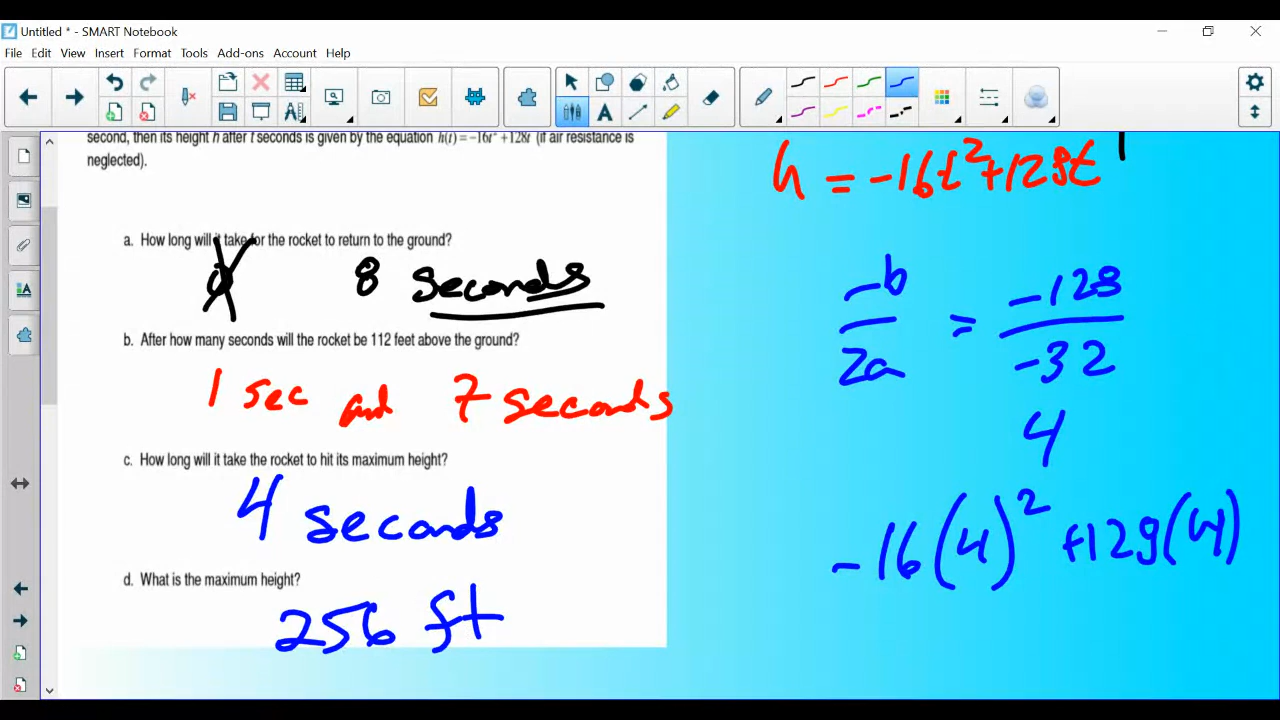 Untitled * - SMART Notebook
File Edit View Insert Format Tools Add-ons Account Help
second, then its height h after t seconds is given by the equation h(t) = −16t² +128t (if air resistance is
neglected).
h = -16t²+128t
a. How long will it take for the rocket to return to the ground?
0 8 seconds
b. After how many seconds will the rocket be 112 feet above the ground?
1 sec and 7 seconds
c. How long will it take the rocket to hit its maximum height?
4 seconds
d. What is the maximum height?
256 ft
-b
2a
=
-128
-32
4
-16(4)² +128(4)